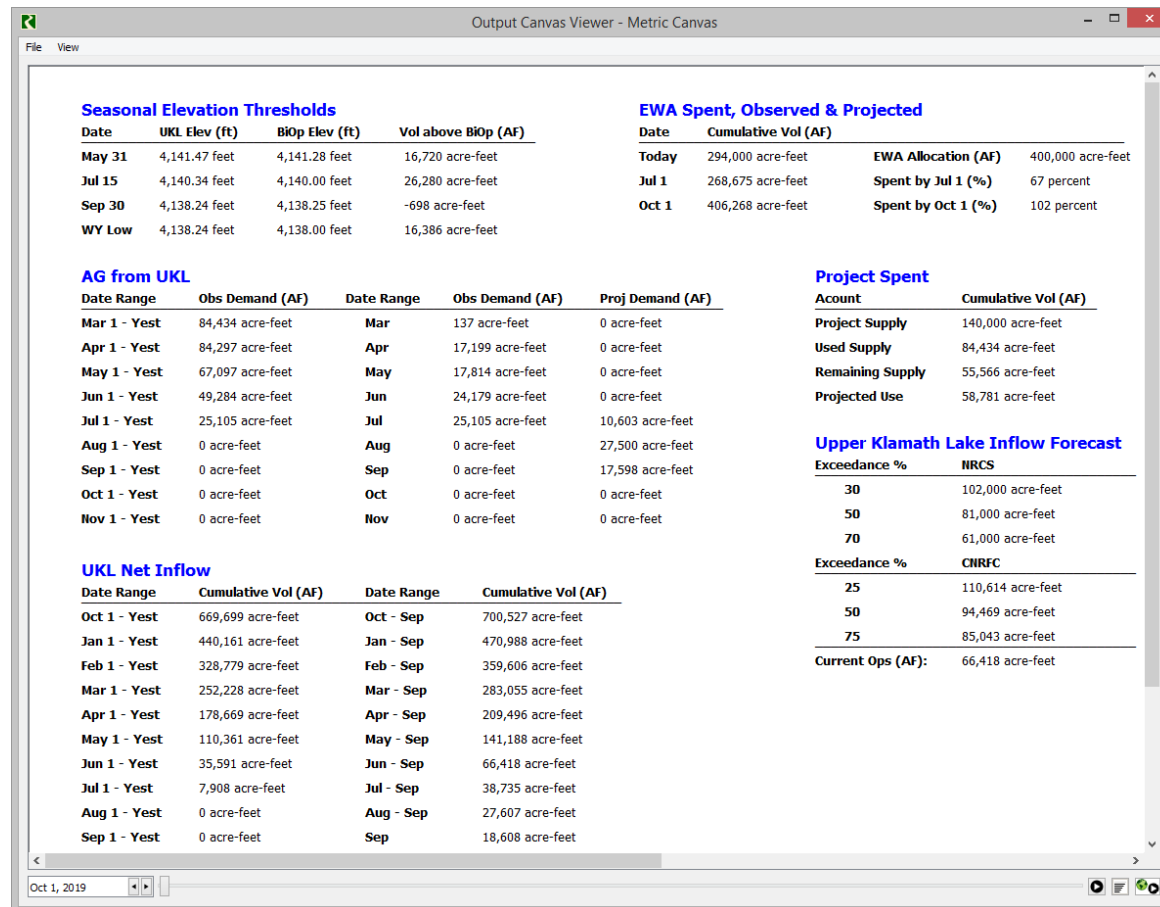 Output Canvas Viewer - Metric Canvas
File View
Seasonal Elevation Thresholds
Date UKL Elev (ft) BiOp Elev (ft) Vol above BiOp (AF)
May 31 4,141.47 feet 4,141.28 feet 16,720 acre-feet
Jul 15 4,140.34 feet 4,140.00 feet 26,280 acre-feet
Sep 30 4,138.24 feet 4,138.25 feet -698 acre-feet
WY Low 4,138.24 feet 4,138.00 feet 16,386 acre-feet
EWA Spent, Observed & Projected
Date Cumulative Vol (AF)
Today 294,000 acre-feet EWA Allocation (AF) 400,000 acre-feet
Jul 1 268,675 acre-feet Spent by Jul 1 (%) 67 percent
Oct 1 406,268 acre-feet Spent by Oct 1 (%) 102 percent
AG from UKL
Date Range Obs Demand (AF) Date Range Obs Demand (AF) Proj Demand (AF)
Mar 1 - Yest 84,434 acre-feet Mar 137 acre-feet 0 acre-feet
Apr 1 - Yest 84,297 acre-feet Apr 17,199 acre-feet 0 acre-feet
May 1 - Yest 67,097 acre-feet May 17,814 acre-feet 0 acre-feet
Jun 1 - Yest 49,284 acre-feet Jun 24,179 acre-feet 0 acre-feet
Jul 1 - Yest 25,105 acre-feet Jul 25,105 acre-feet 10,603 acre-feet
Aug 1 - Yest 0 acre-feet Aug 0 acre-feet 27,500 acre-feet
Sep 1 - Yest 0 acre-feet Sep 0 acre-feet 17,598 acre-feet
Oct 1 - Yest 0 acre-feet Oct 0 acre-feet 0 acre-feet
Nov 1 - Yest 0 acre-feet Nov 0 acre-feet 0 acre-feet
Project Spent
Acount Cumulative Vol (AF)
Project Supply 140,000 acre-feet
Used Supply 84,434 acre-feet
Remaining Supply 55,566 acre-feet
Projected Use 58,781 acre-feet
Upper Klamath Lake Inflow Forecast
Exceedance % NRCS
30 102,000 acre-feet
50 81,000 acre-feet
70 61,000 acre-feet
Exceedance % CNRFC
25 110,614 acre-feet
50 94,469 acre-feet
75 85,043 acre-feet
Current Ops (AF): 66,418 acre-feet
UKL Net Inflow
Date Range Cumulative Vol (AF) Date Range Cumulative Vol (AF)
Oct 1 - Yest 669,699 acre-feet Oct - Sep 700,527 acre-feet
Jan 1 - Yest 440,161 acre-feet Jan - Sep 470,988 acre-feet
Feb 1 - Yest 328,779 acre-feet Feb - Sep 359,606 acre-feet
Mar 1 - Yest 252,228 acre-feet Mar - Sep 283,055 acre-feet
Apr 1 - Yest 178,669 acre-feet Apr - Sep 209,496 acre-feet
May 1 - Yest 110,361 acre-feet May - Sep 141,188 acre-feet
Jun 1 - Yest 35,591 acre-feet Jun - Sep 66,418 acre-feet
Jul 1 - Yest 7,908 acre-feet Jul - Sep 38,735 acre-feet
Aug 1 - Yest 0 acre-feet Aug - Sep 27,607 acre-feet
Sep 1 - Yest 0 acre-feet Sep 18,608 acre-feet
Oct 1, 2019